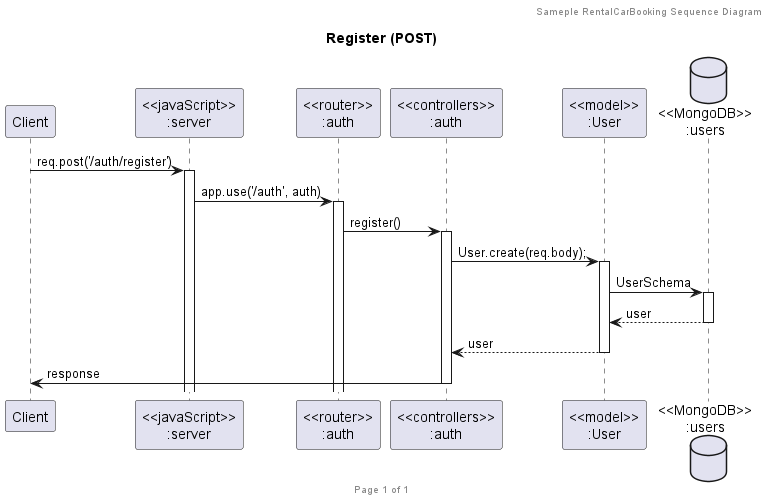 Sameple RentalCarBooking Sequence Diagram
Register (POST)
Client
<<javaScript>>
:server
<<router>>
:auth
<<controllers>>
:auth
<<model>>
:User
<<MongoDB>>
:users
req.post('/auth/register')
app.use('/auth', auth)
register()
User.create(req.body);
UserSchema
user
user
response
Client
<<javaScript>>
:server
<<router>>
:auth
<<controllers>>
:auth
<<model>>
:User
<<MongoDB>>
:users
Page 1 of 1